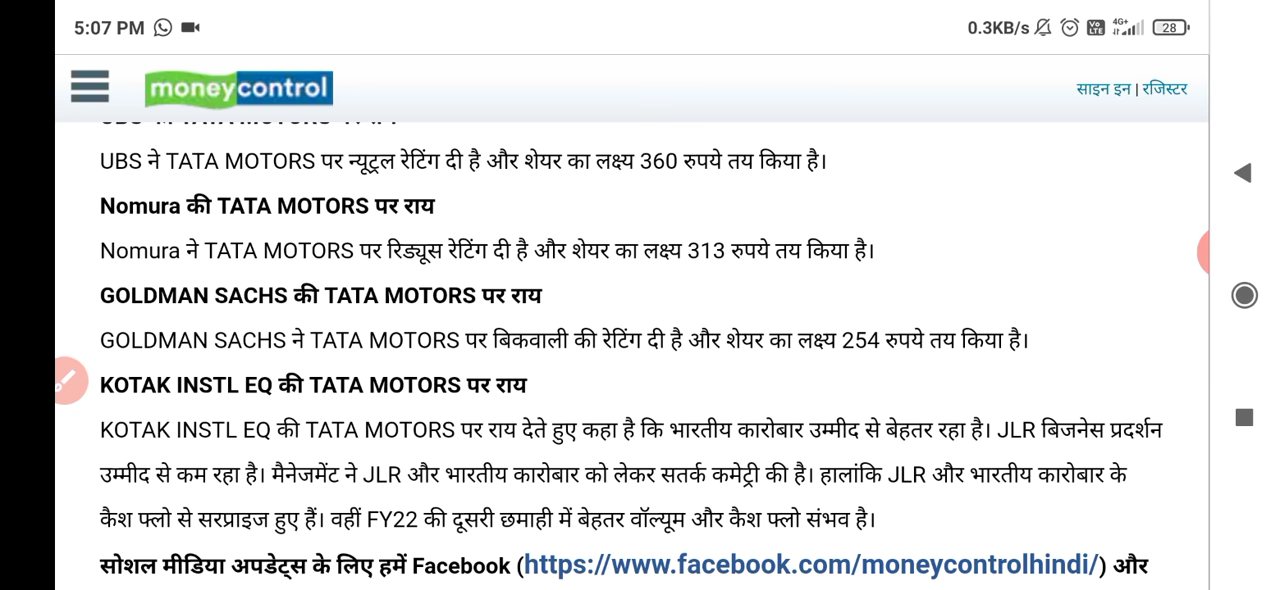 5:07 PM 0.3KB/s Vo LTE 4G+ 28
moneycontrol साइन इन | रजिस्टर
UBS ने TATA MOTORS पर न्यूट्रल रेटिंग दी है और शेयर का लक्ष्य 360 रुपये तय किया है।
Nomura की TATA MOTORS पर राय
Nomura ने TATA MOTORS पर रिड्यूस रेटिंग दी है और शेयर का लक्ष्य 313 रुपये तय किया है।
GOLDMAN SACHS की TATA MOTORS पर राय
GOLDMAN SACHS ने TATA MOTORS पर बिकवाली की रेटिंग दी है और शेयर का लक्ष्य 254 रुपये तय किया है।
KOTAK INSTL EQ की TATA MOTORS पर राय
KOTAK INSTL EQ की TATA MOTORS पर राय देते हुए कहा है कि भारतीय कारोबार उम्मीद से बेहतर रहा है। JLR बिजनेस प्रदर्शन
उम्मीद से कम रहा है। मैनेजमेंट ने JLR और भारतीय कारोबार को लेकर सतर्क कमेट्री की है। हालांकि JLR और भारतीय कारोबार के
कैश फ्लो से सरप्राइज हुए हैं। वहीं FY22 की दूसरी छमाही में बेहतर वॉल्यूम और कैश फ्लो संभव है।
सोशल मीडिया अपडेट्स के लिए हमें Facebook (https://www.facebook.com/moneycontrolhindi/) और